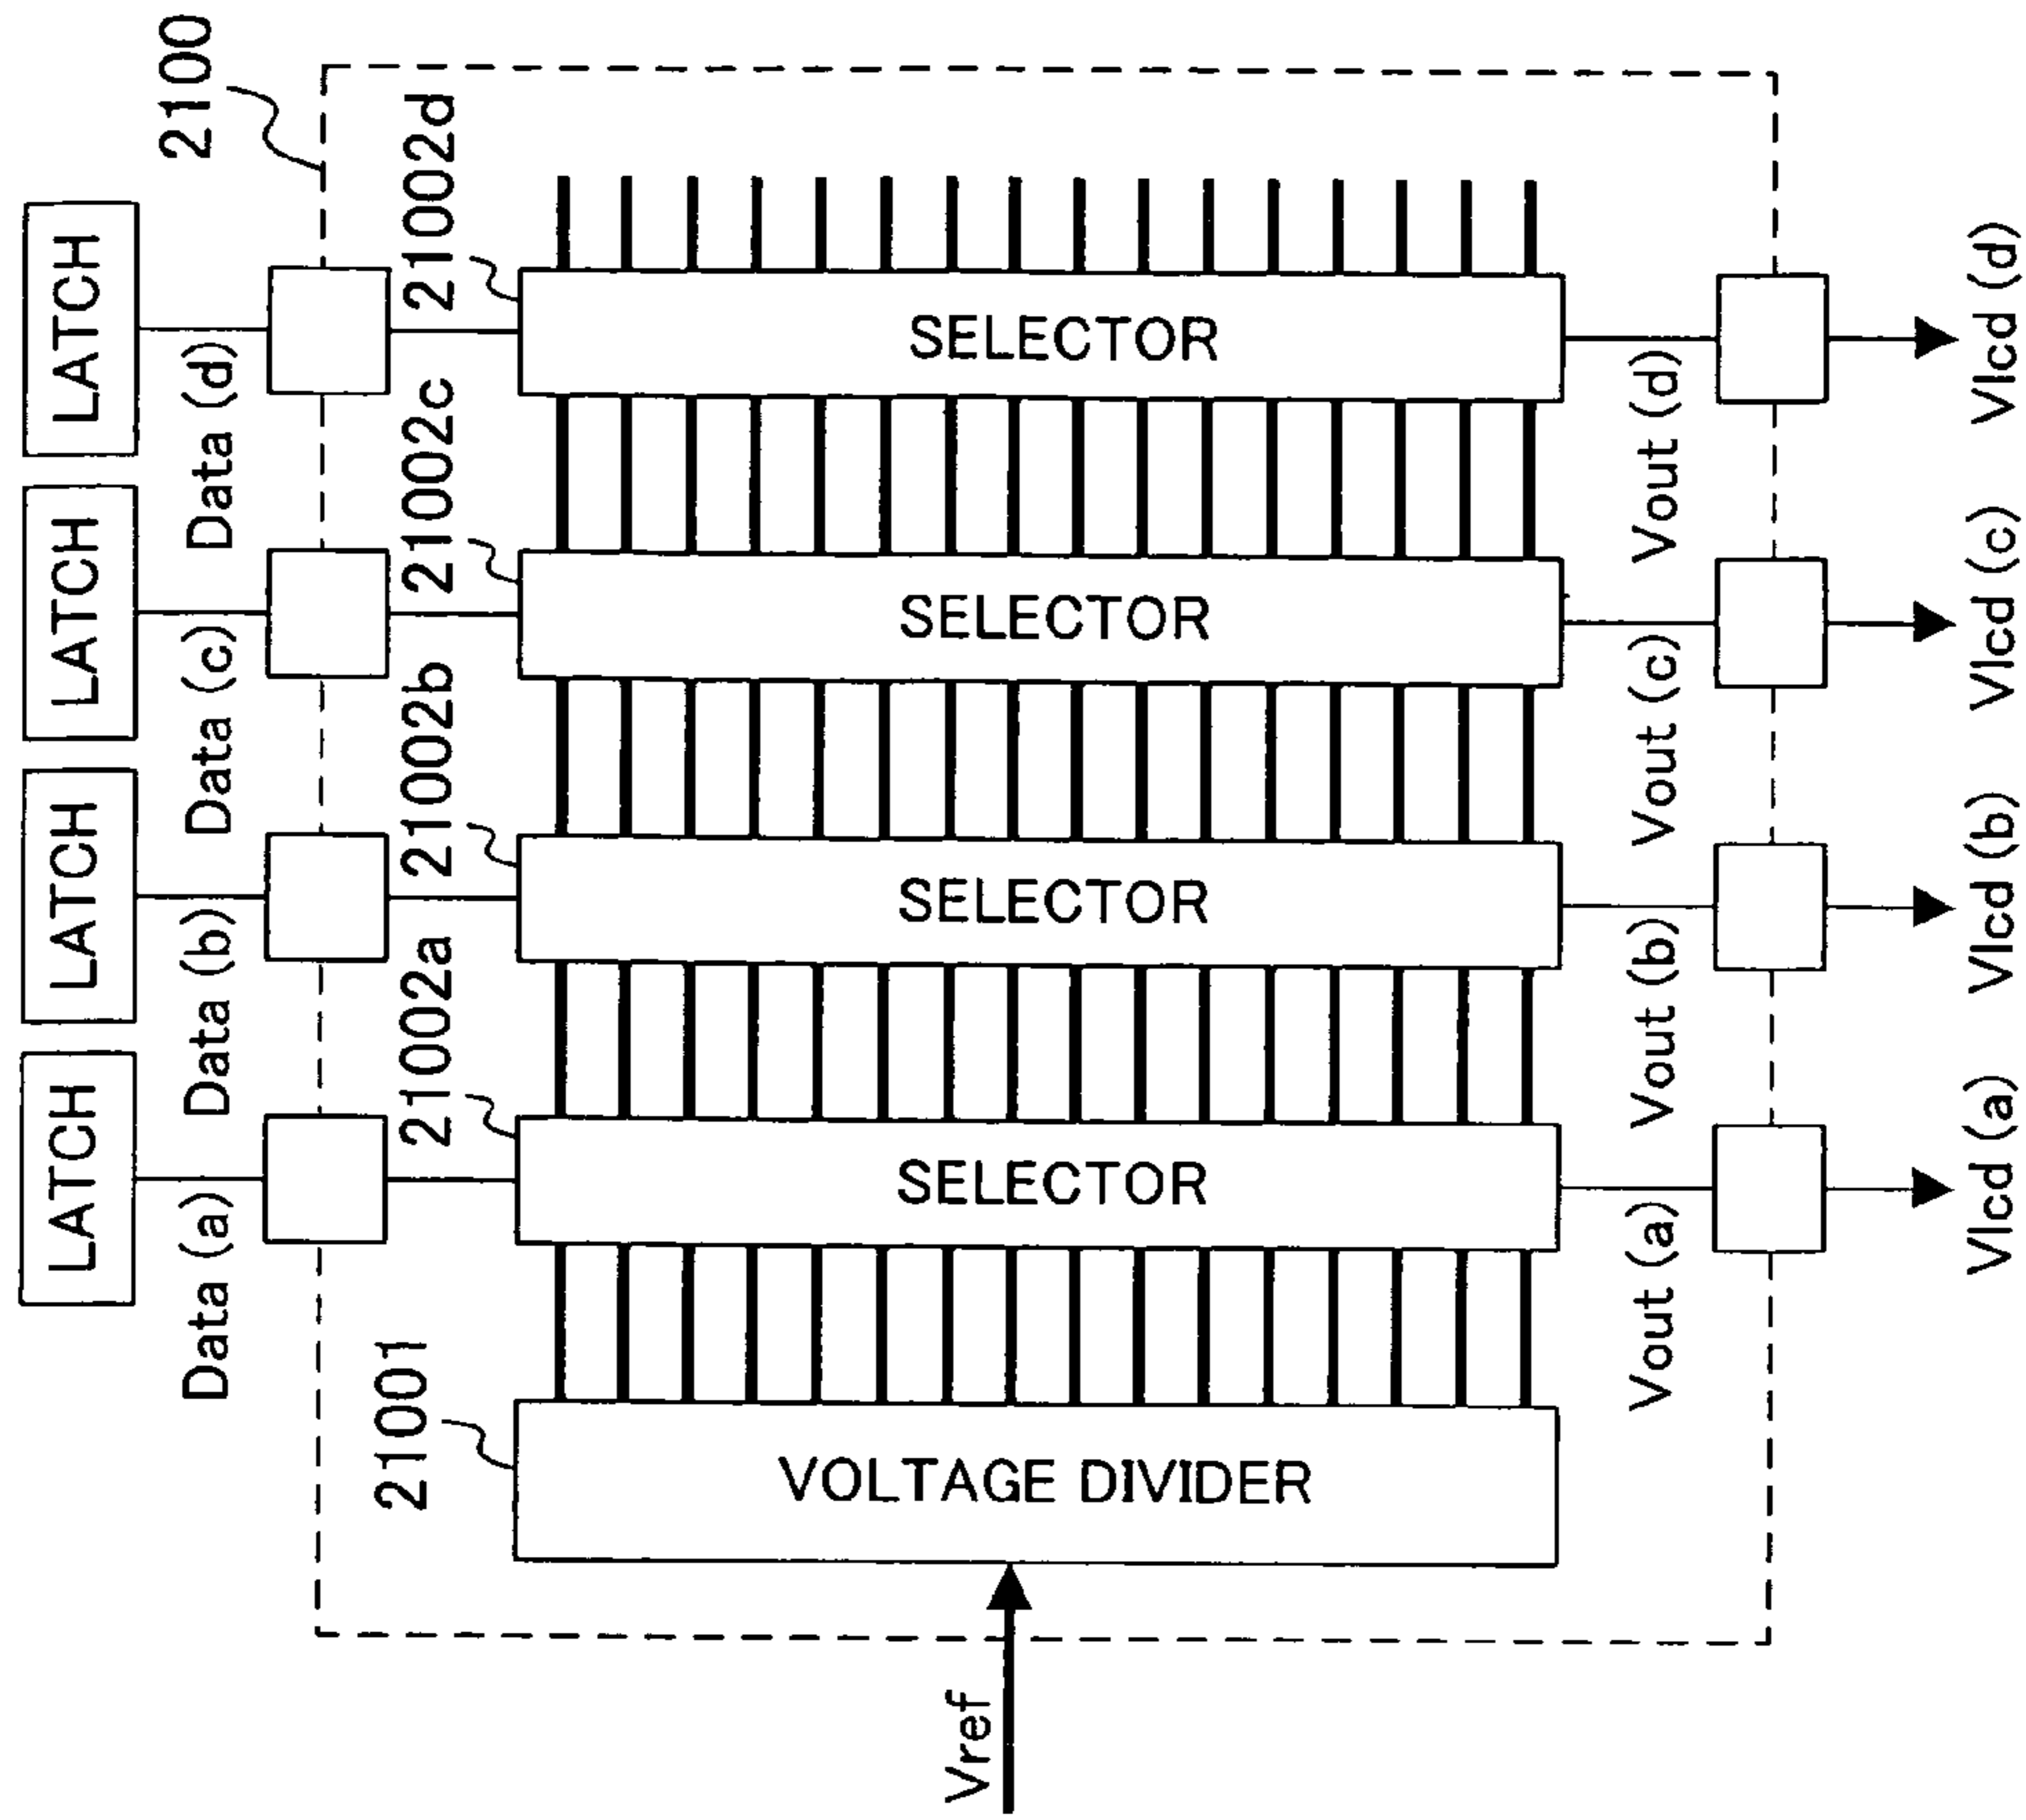 2100
LATCH
LATCH
LATCH
LATCH
Data (a)
Data (b)
Data (c)
Data (d)
21001
21002a
21002b
21002c
21002d
Vref
VOLTAGE DIVIDER
SELECTOR
SELECTOR
SELECTOR
SELECTOR
Vout (a)
Vout (b)
Vout (c)
Vout (d)
Vlcd (a)
Vlcd (b)
Vlcd (c)
Vlcd (d)